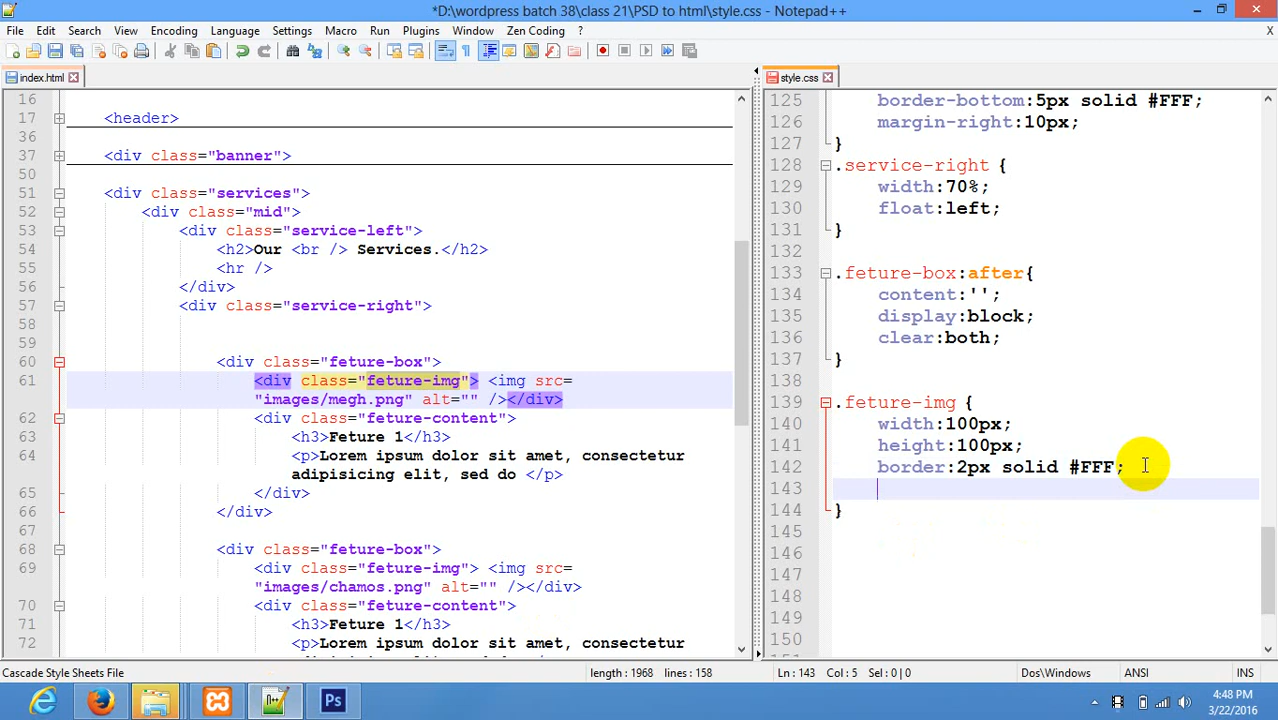 *D:\wordpress batch 38\class 21\PSD to html\style.css - Notepad++
File Edit Search View Encoding Language Settings Macro Run Plugins Window Zen Coding ? X
index.html
style.css
16
17 <header>
36
37 <div class="banner">
50
51 <div class="services">
52 <div class="mid">
53 <div class="service-left">
54 <h2>Our <br /> Services.</h2>
55 <hr />
56 </div>
57 <div class="service-right">
58
59
60 <div class="feture-box">
61 <div class="feture-img"> <img src=
"images/megh.png" alt="" /></div>
62 <div class="feture-content">
63 <h3>Feture 1</h3>
64 <p>Lorem ipsum dolor sit amet, consectetur
adipisicing elit, sed do </p>
65 </div>
66 </div>
67
68 <div class="feture-box">
69 <div class="feture-img"> <img src=
"images/chamos.png" alt="" /></div>
70 <div class="feture-content">
71 <h3>Feture 1</h3>
72 <p>Lorem ipsum dolor sit amet, consectetur
125 border-bottom:5px solid #FFF;
126 margin-right:10px;
127 }
128 .service-right {
129 width:70%;
130 float:left;
131 }
132
133 .feture-box:after{
134 content:'';
135 display:block;
136 clear:both;
137 }
138
139 .feture-img {
140 width:100px;
141 height:100px;
142 border:2px solid #FFF;
143
144 }
145
146
147
148
149
150
Cascade Style Sheets File length : 1968 lines : 158 Ln : 143 Col : 5 Sel : 0 | 0 Dos\Windows ANSI INS
Ps
4:48 PM
3/22/2016